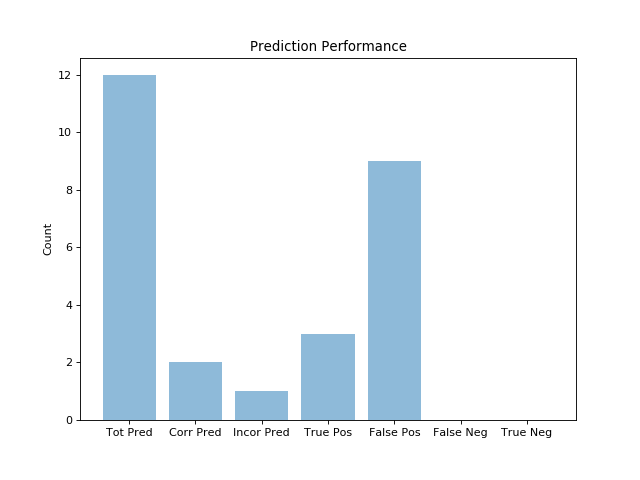 Prediction Performance
12
10
8
6
4
2
0
Count
Tot Pred Corr Pred Incor Pred True Pos False Pos False Neg True Neg